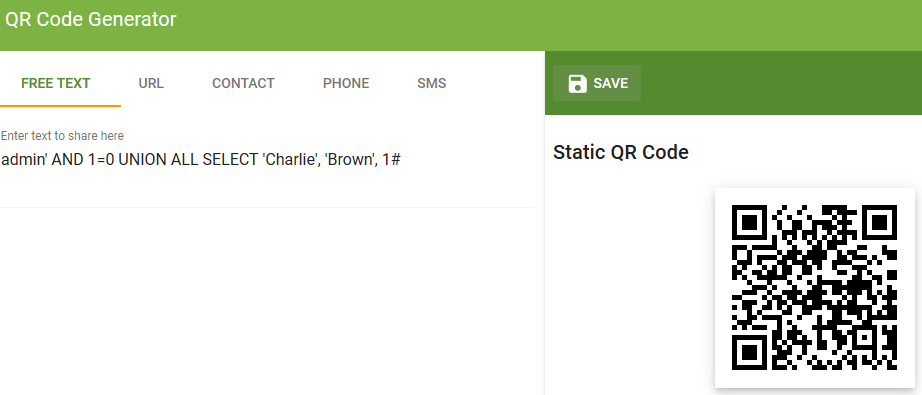 QR Code Generator
FREE TEXT URL CONTACT PHONE SMS
SAVE
Enter text to share here
admin' AND 1=0 UNION ALL SELECT 'Charlie', 'Brown', 1#
Static QR Code